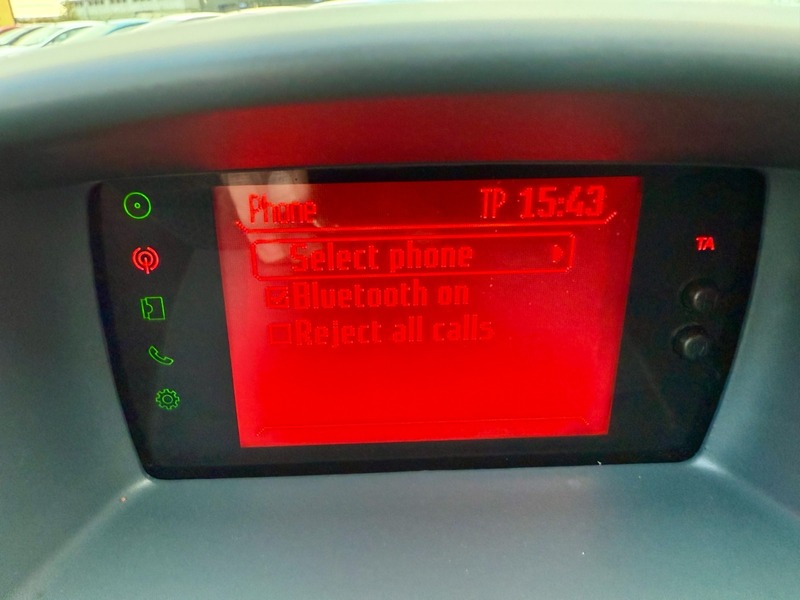 Phone TP 15:43
TA
Select phone
Bluetooth on
Reject all calls